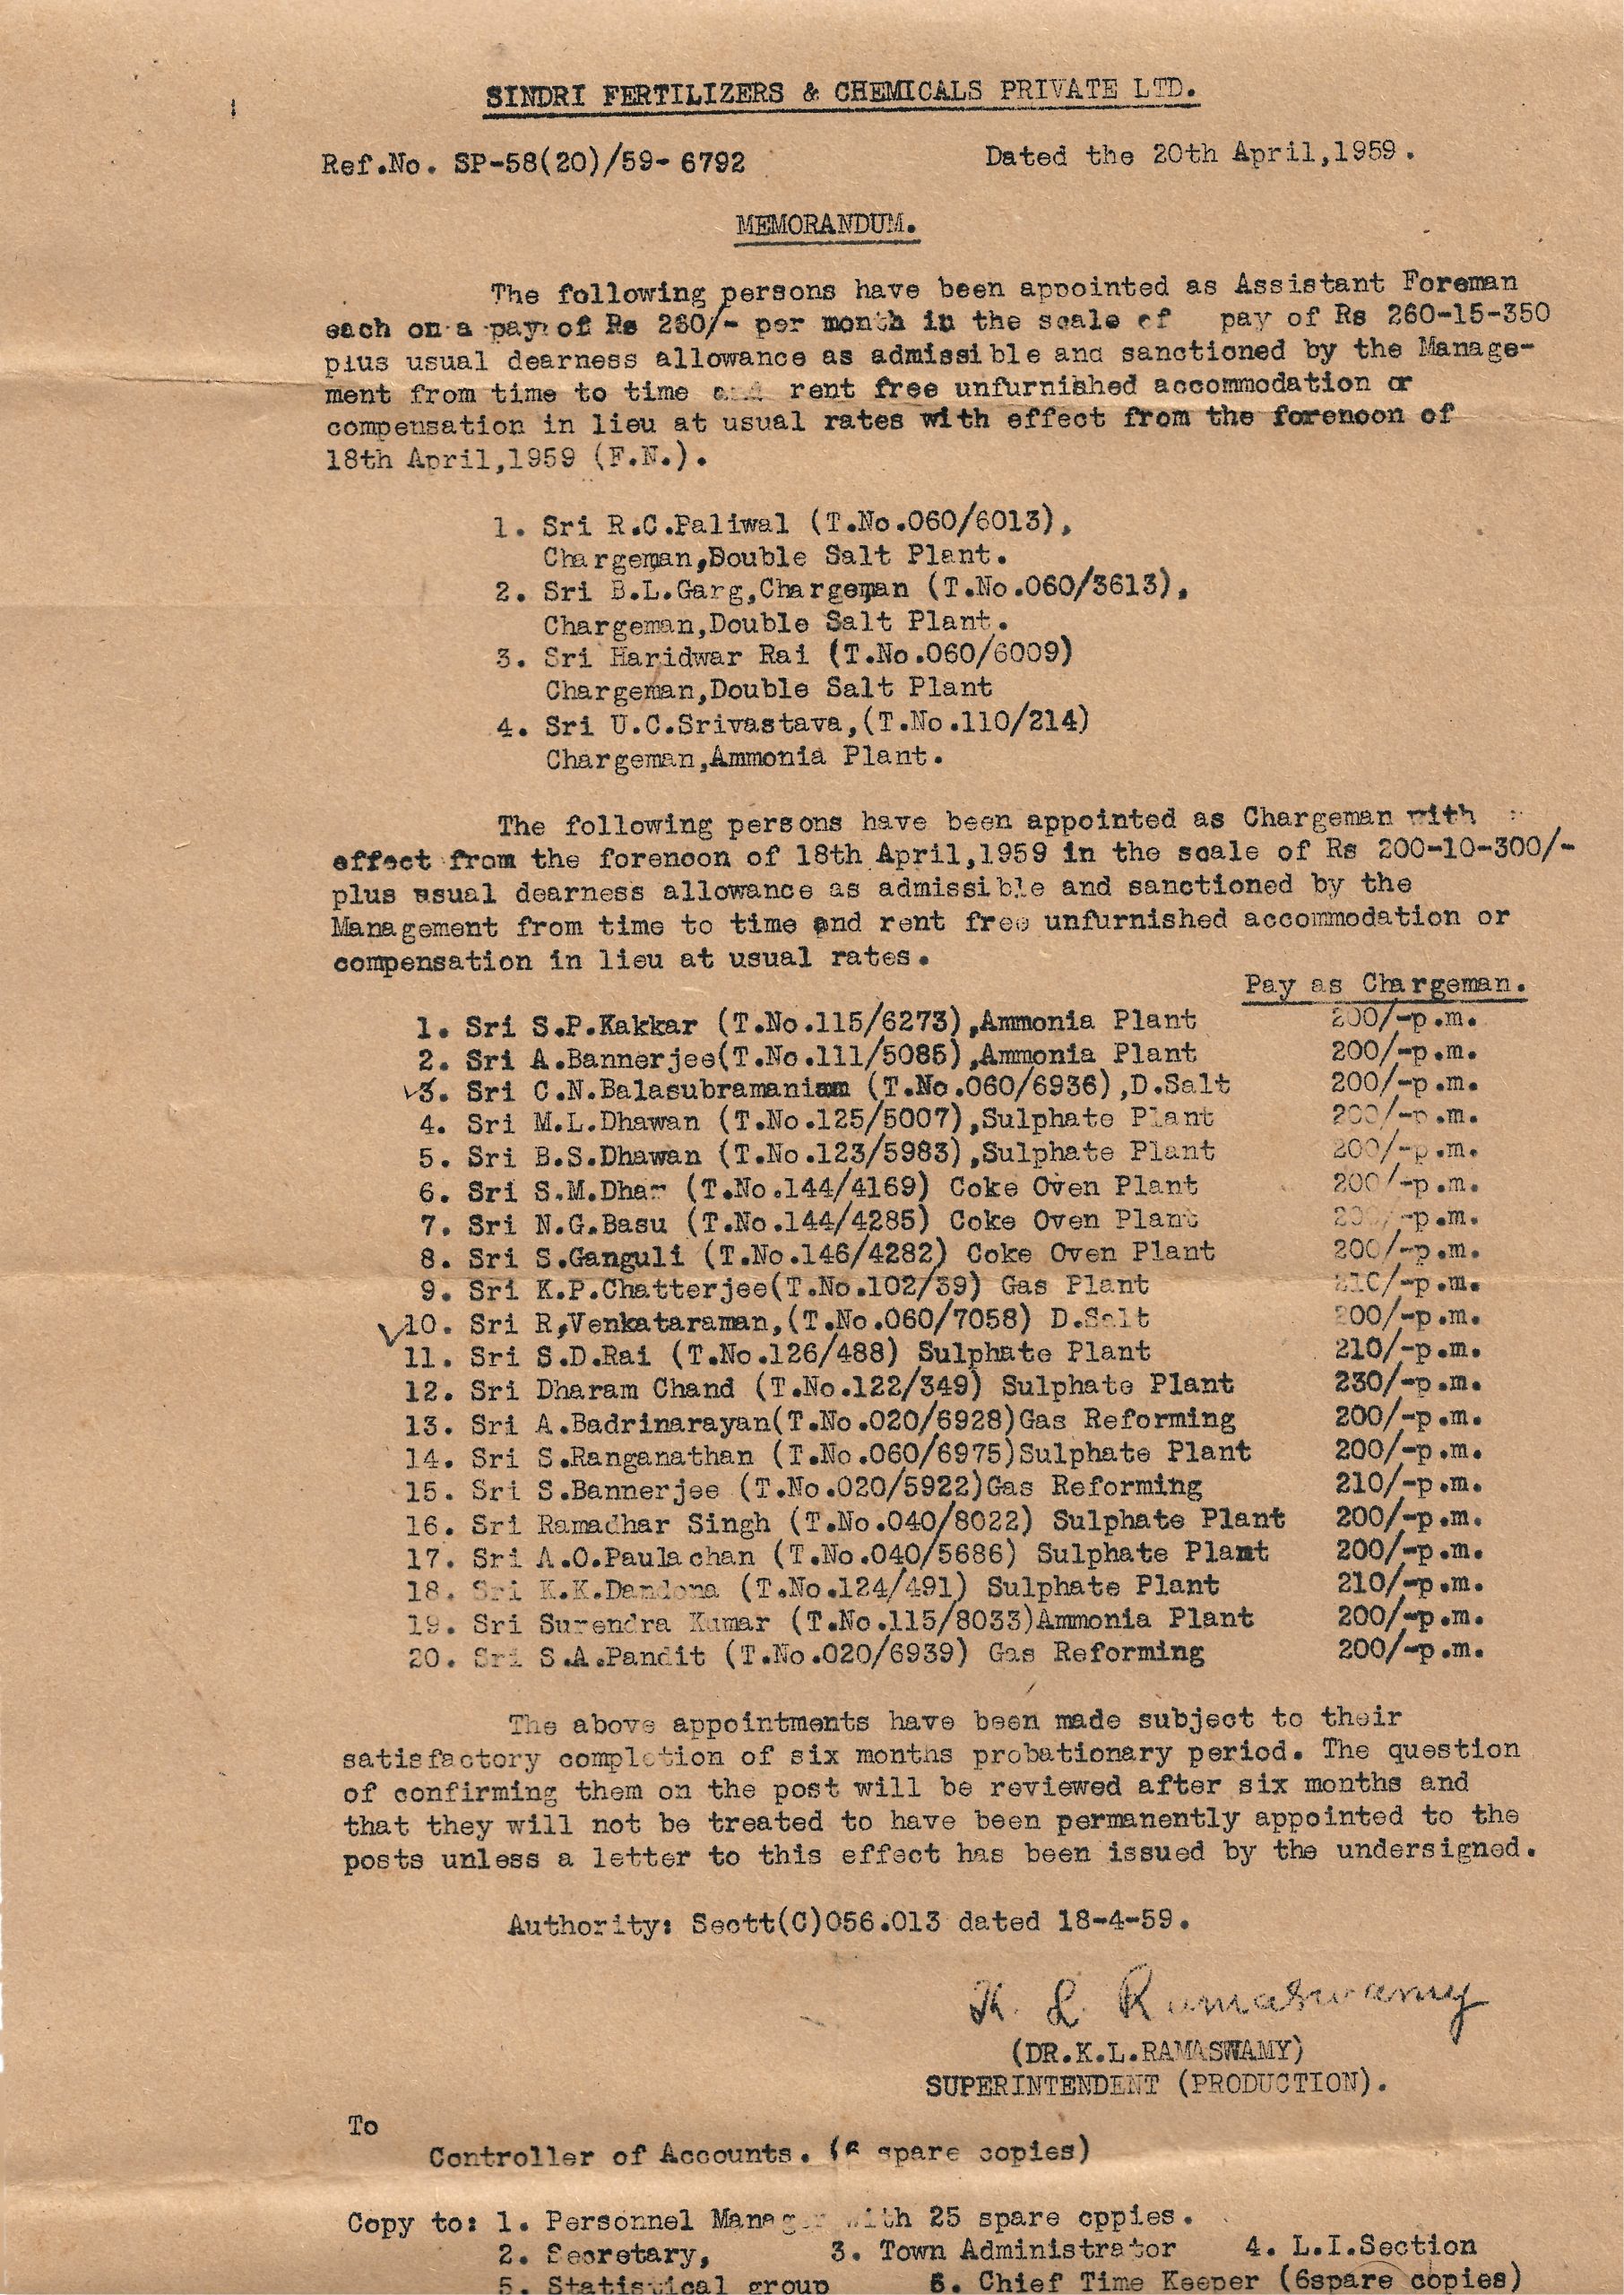 SINDRI FERTILIZERS & CHEMICALS PRIVATE LTD.
Ref.No. SP-58(20)/59- 6792 Dated the 20th April,1959.
MEMORANDUM.
The following persons have been appointed as Assistant Foreman
each on a pay of Rs 260/- per month in the scale of pay of Rs 260-15-350
plus usual dearness allowance as admissible and sanctioned by the Manage-
ment from time to time and rent free unfurnished accommodation or
compensation in lieu at usual rates with effect from the forenoon of
18th April,1959 (F.N.).
1. Sri R.C.Paliwal (T.No.060/6013),
Chargeman,Double Salt Plant.
2. Sri B.L.Garg,Chargeman (T.No.060/3613),
Chargeman,Double Salt Plant.
3. Sri Haridwar Rai (T.No.060/6009)
Chargeman,Double Salt Plant
4. Sri U.C.Srivastava,(T.No.110/214)
Chargeman,Ammonia Plant.
The following persons have been appointed as Chargeman with
effect from the forenoon of 18th April,1959 in the scale of Rs 200-10-300/-
plus usual dearness allowance as admissible and sanctioned by the
Management from time to time and rent free unfurnished accommodation or
compensation in lieu at usual rates.
Pay as Chargeman.
1. Sri S.P.Kakkar (T.No.115/6273),Ammonia Plant 200/-p.m.
2. Sri A.Bannerjee(T.No.111/5085),Ammonia Plant 200/-p.m.
✓3. Sri C.N.Balasubramaniam (T.No.060/6936),D.Salt 200/-p.m.
4. Sri M.L.Dhawan (T.No.125/5007),Sulphate Plant 200/-p.m.
5. Sri B.S.Dhawan (T.No.123/5983),Sulphate Plant 200/-p.m.
6. Sri S.M.Dhar (T.No.144/4169) Coke Oven Plant 200/-p.m.
7. Sri N.G.Basu (T.No.144/4285) Coke Oven Plant 200/-p.m.
8. Sri S.Ganguli (T.No.146/4282) Coke Oven Plant 200/-p.m.
9. Sri K.P.Chatterjee(T.No.102/39) Gas Plant 210/-p.m.
✓10. Sri R,Venkataraman,(T.No.060/7058) D.Salt 200/-p.m.
11. Sri S.D.Rai (T.No.126/488) Sulphate Plant 210/-p.m.
12. Sri Dharam Chand (T.No.122/349) Sulphate Plant 230/-p.m.
13. Sri A.Badrinarayan(T.No.020/6928)Gas Reforming 200/-p.m.
14. Sri S.Ranganathan (T.No.060/6975)Sulphate Plant 200/-p.m.
15. Sri S.Bannerjee (T.No.020/5922)Gas Reforming 210/-p.m.
16. Sri Ramadhar Singh (T.No.040/8022) Sulphate Plant 200/-p.m.
17. Sri A.O.Paulachan (T.No.040/5686) Sulphate Plant 200/-p.m.
18. Sri K.K.Dandona (T.No.124/491) Sulphate Plant 210/-p.m.
19. Sri Surendra Kumar (T.No.115/8033)Ammonia Plant 200/-p.m.
20. Sri S.A.Pandit (T.No.020/6939) Gas Reforming 200/-p.m.
The above appointments have been made subject to their
satisfactory completion of six months probationary period. The question
of confirming them on the post will be reviewed after six months and
that they will not be treated to have been permanently appointed to the
posts unless a letter to this effect has been issued by the undersigned.
Authority: Sectt(C)056.013 dated 18-4-59.
K. L. Ramaswamy
(DR.K.L.RAMASWAMY)
SUPERINTENDENT (PRODUCTION).
To
Controller of Accounts. (6 spare copies)
Copy to: 1. Personnel Manager with 25 spare cppies.
2. Secretary, 3. Town Administrator 4. L.I.Section
5. Statistical group 6. Chief Time Keeper (6spare copies)